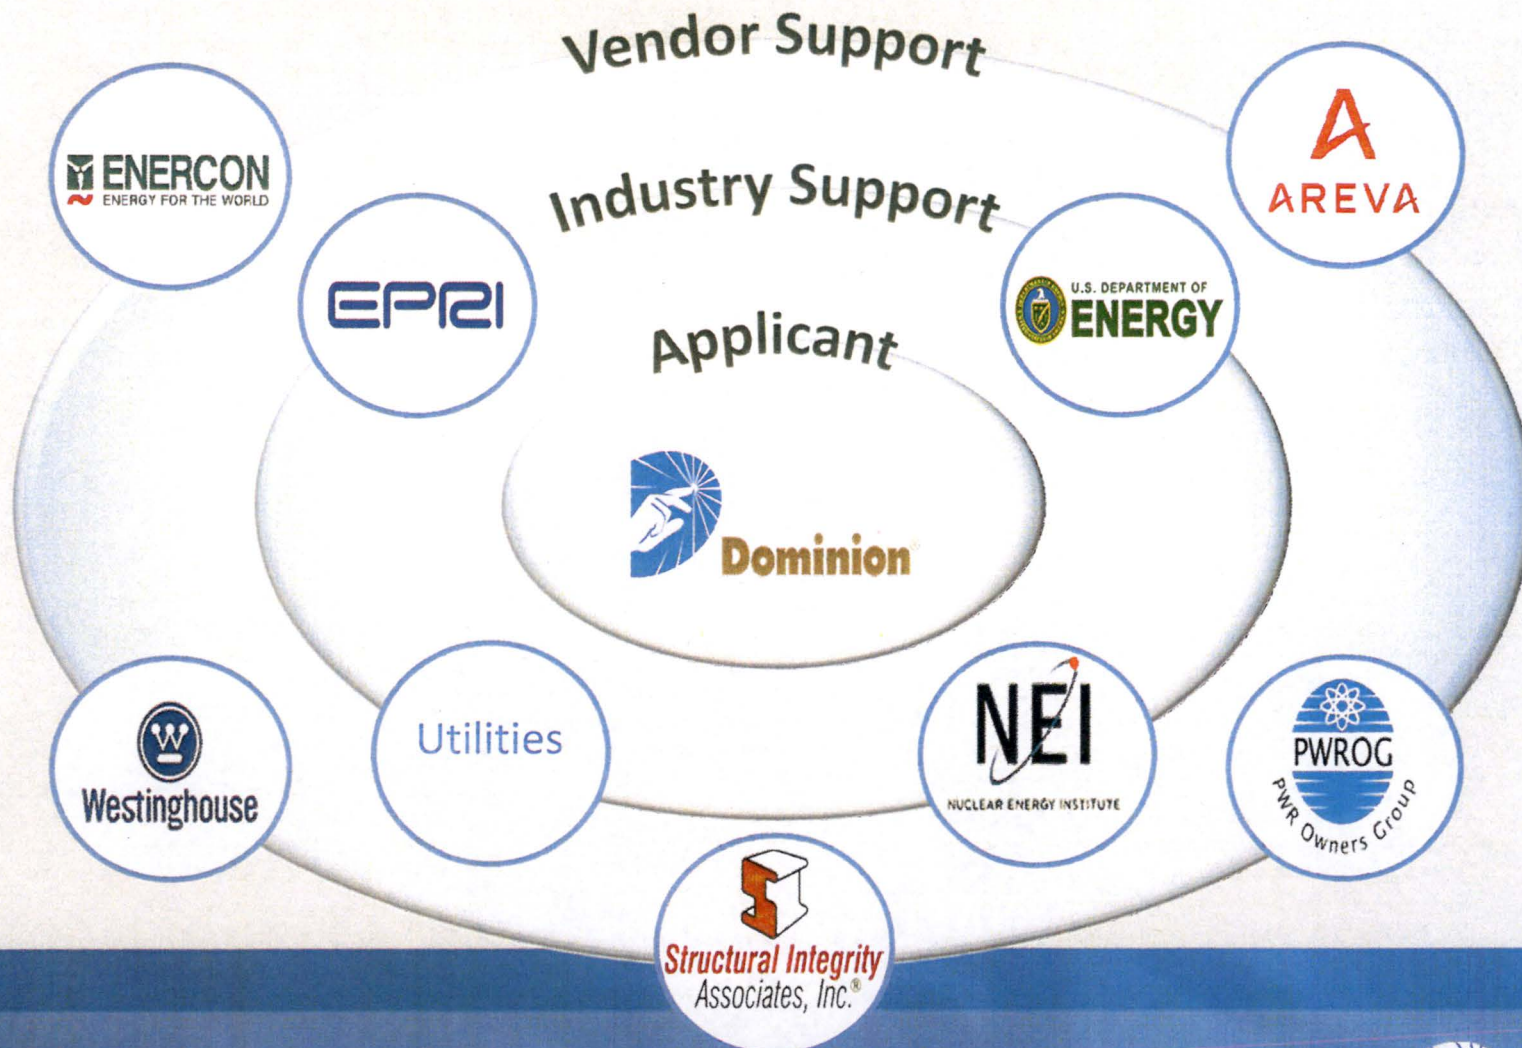 Vendor Support
ENERCON
ENERGY FOR THE WORLD
AREVA
Industry Support
EPRI
U.S. DEPARTMENT OF
ENERGY
Applicant
Dominion
Westinghouse
Utilities
NEI
NUCLEAR ENERGY INSTITUTE
PWROG
PWR Owners Group
Structural Integrity
Associates, Inc.®